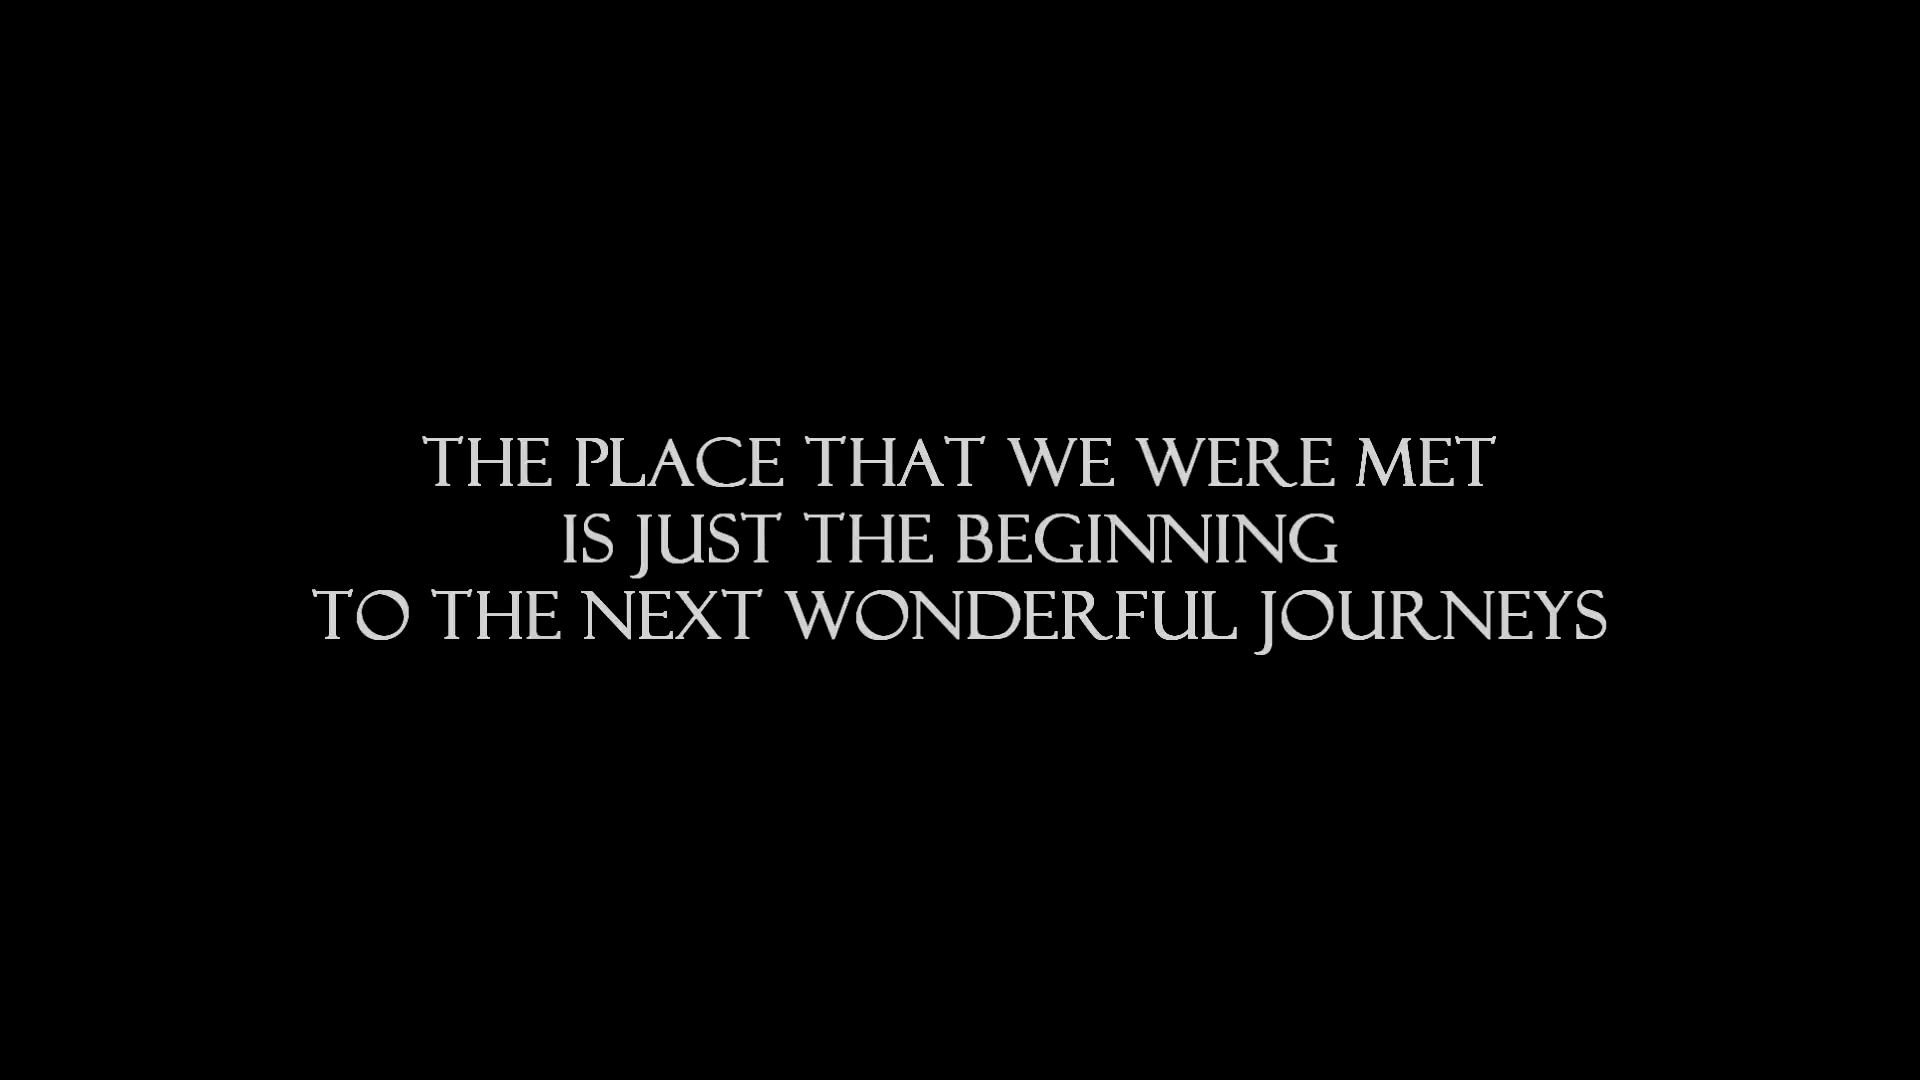 THE PLACE THAT WE WERE MET
IS JUST THE BEGINNING
TO THE NEXT WONDERFUL JOURNEYS